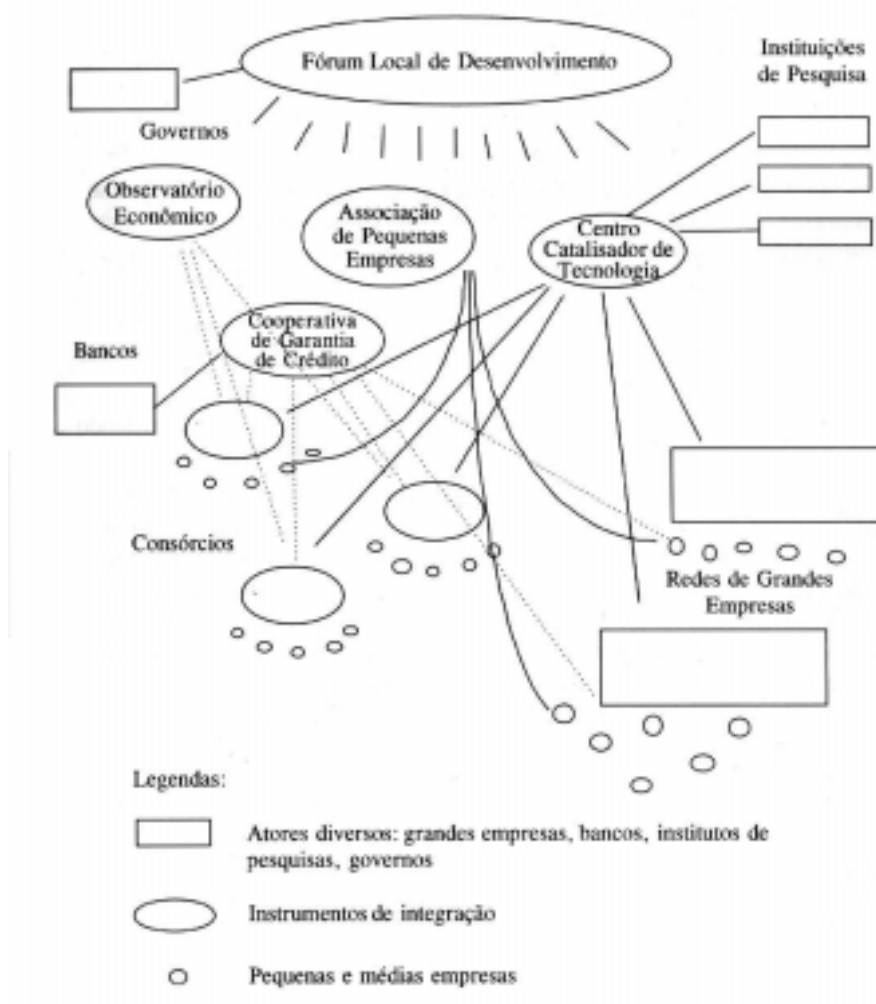 Fórum Local de Desenvolvimento
Instituições
de Pesquisa
Governos
Observatório
Econômico
Associação
de Pequenas
Empresas
Centro
Catalisador de
Tecnologia
Cooperativa
de Garantia
de Crédito
Bancos
Consórcios
Redes de Grandes
Empresas
Legendas:
Atores diversos: grandes empresas, bancos, institutos de
pesquisas, governos
Instrumentos de integração
Pequenas e médias empresas